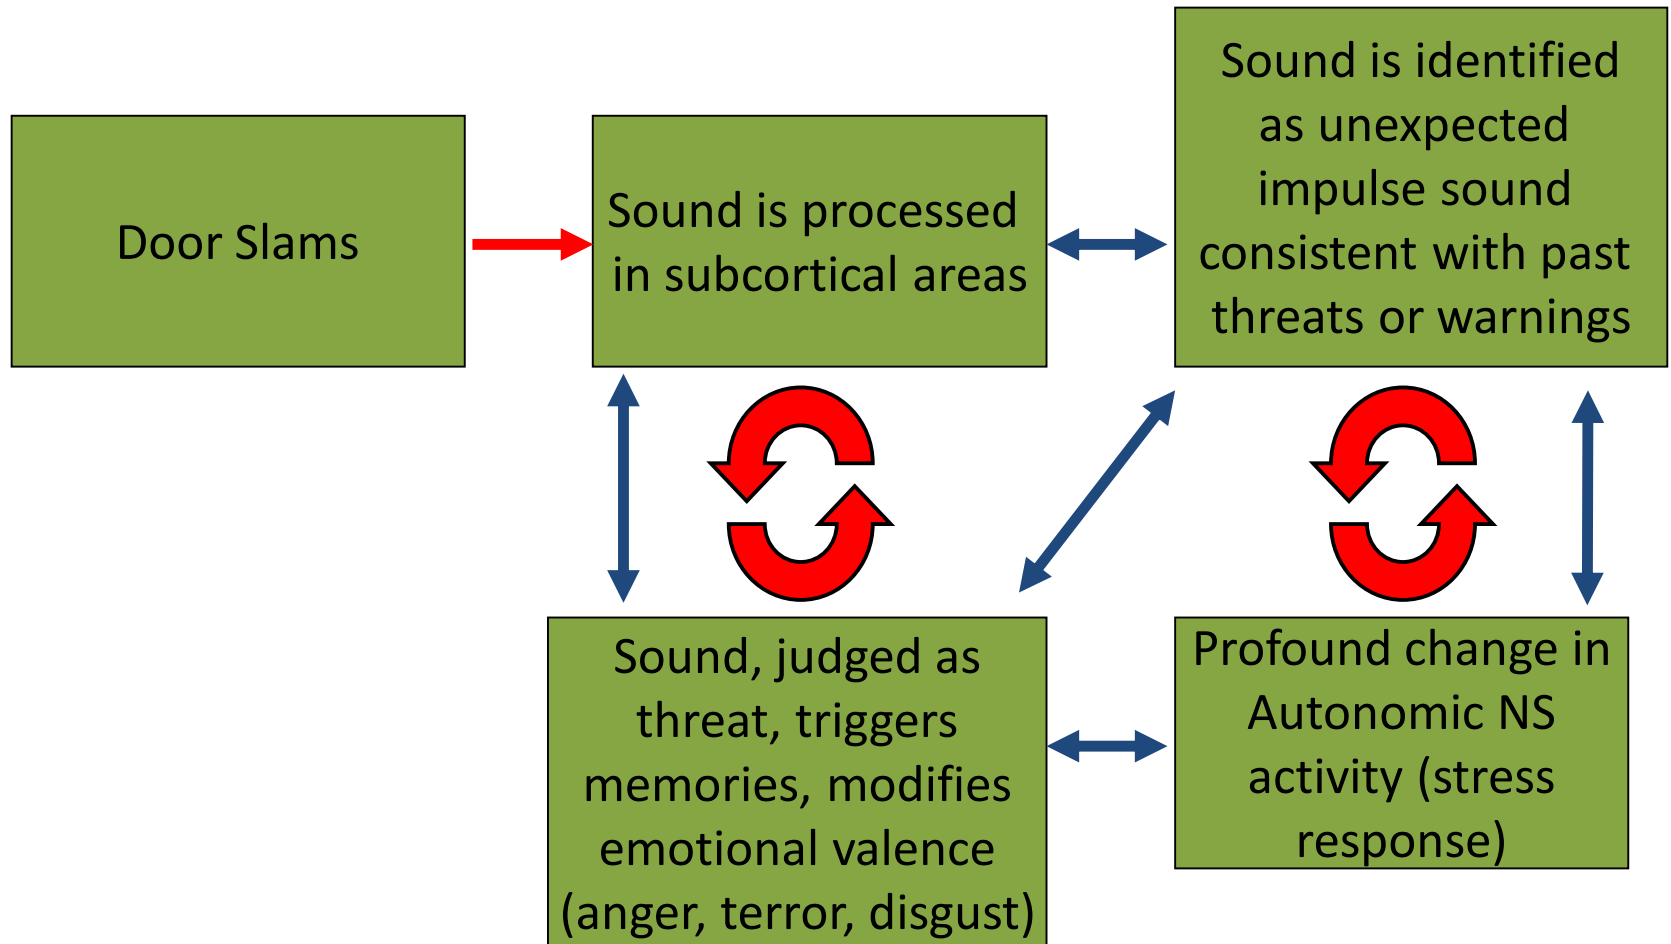 Door Slams
Sound is processed
in subcortical areas
Sound is identified
as unexpected
impulse sound
consistent with past
threats or warnings
Sound, judged as
threat, triggers
memories, modifies
emotional valence
(anger, terror, disgust)
Profound change in
Autonomic NS
activity (stress
response)